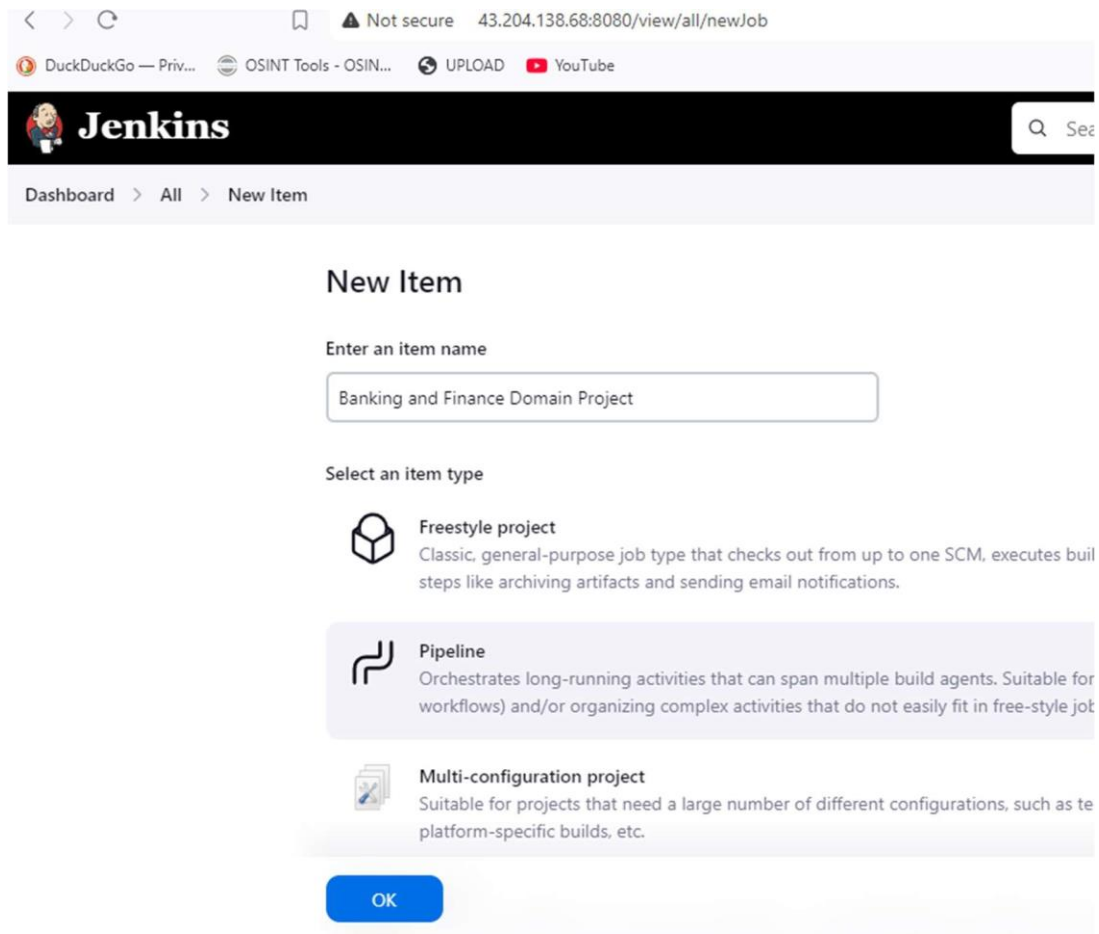 Not secure 43.204.138.68:8080/view/all/newJob
DuckDuckGo — Priv... OSINT Tools - OSIN... UPLOAD YouTube
Jenkins
Sea
Dashboard > All > New Item
New Item
Enter an item name
Banking and Finance Domain Project
Select an item type
Freestyle project
Classic, general-purpose job type that checks out from up to one SCM, executes buil
steps like archiving artifacts and sending email notifications.
Pipeline
Orchestrates long-running activities that can span multiple build agents. Suitable for
workflows) and/or organizing complex activities that do not easily fit in free-style job
Multi-configuration project
Suitable for projects that need a large number of different configurations, such as te
platform-specific builds, etc.
OK